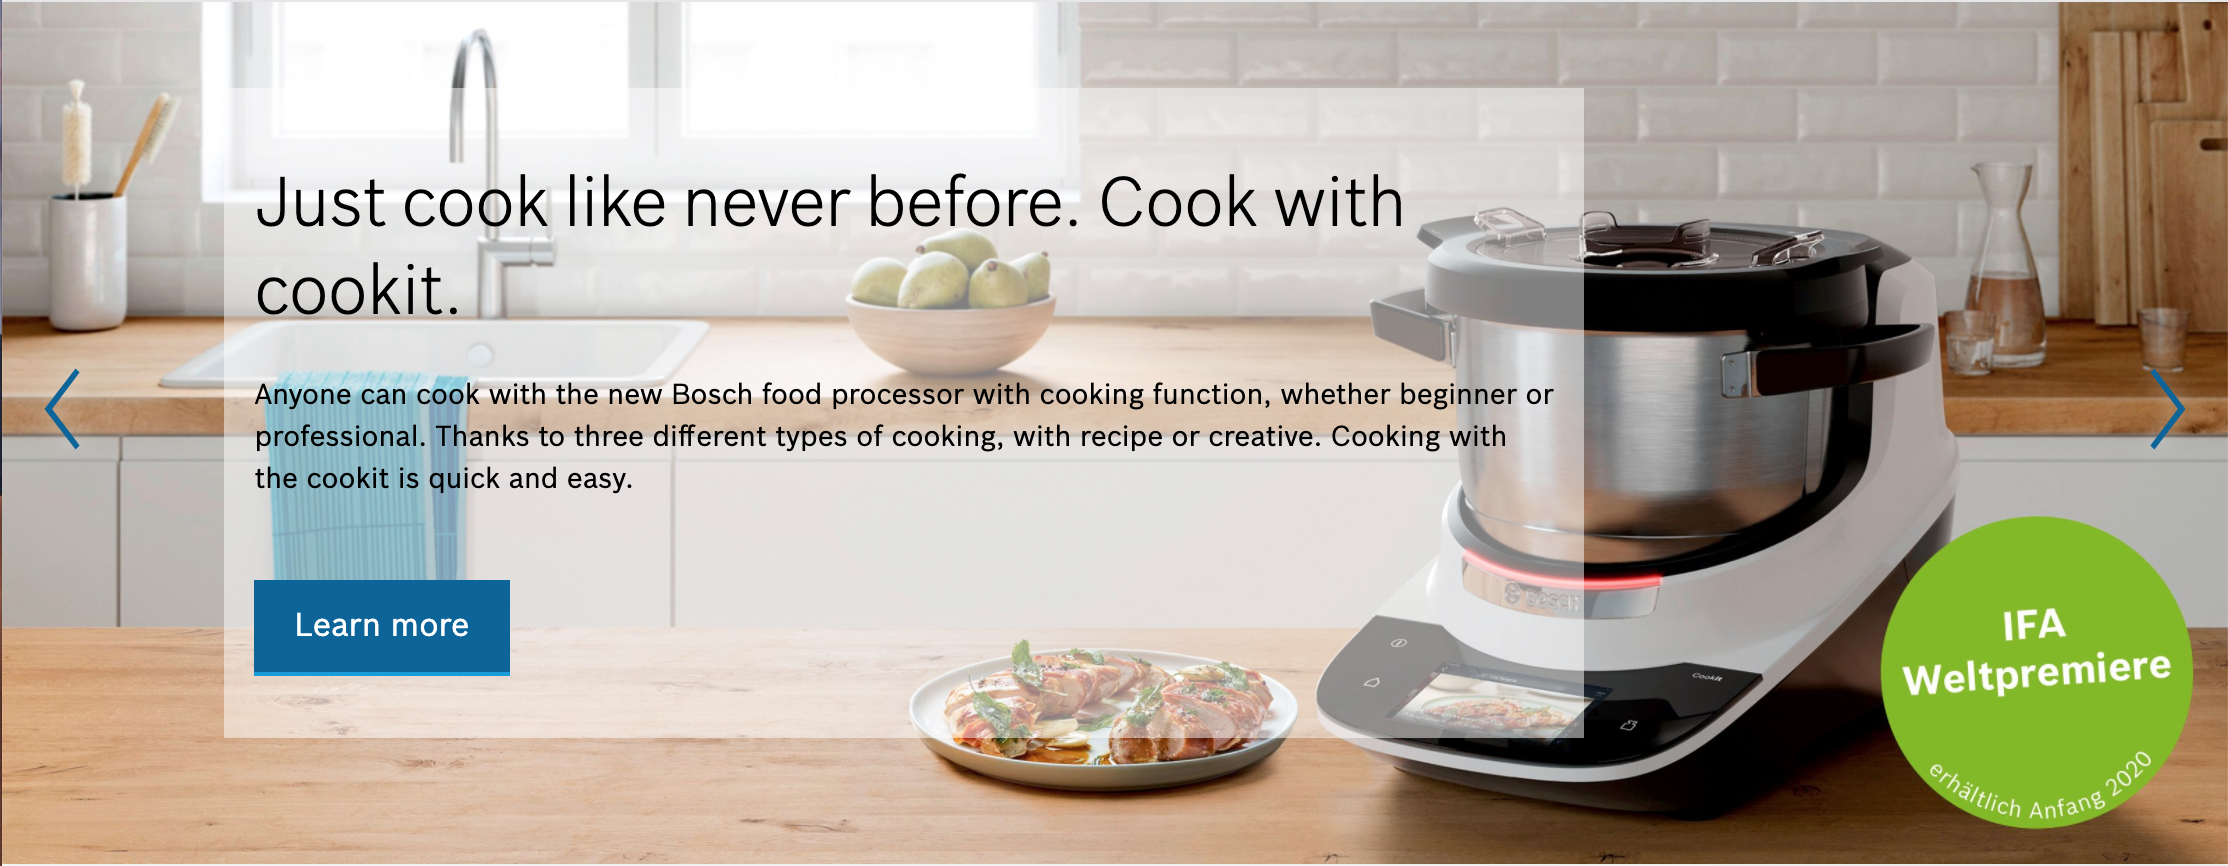 Just cook like never before. Cook with
cookit.
Anyone can cook with the new Bosch food processor with cooking function, whether beginner or
professional. Thanks to three different types of cooking, with recipe or creative. Cooking with
the cookit is quick and easy.
Learn more
BOSCH
Cookit
IFA
Weltpremiere
erhältlich Anfang 2020